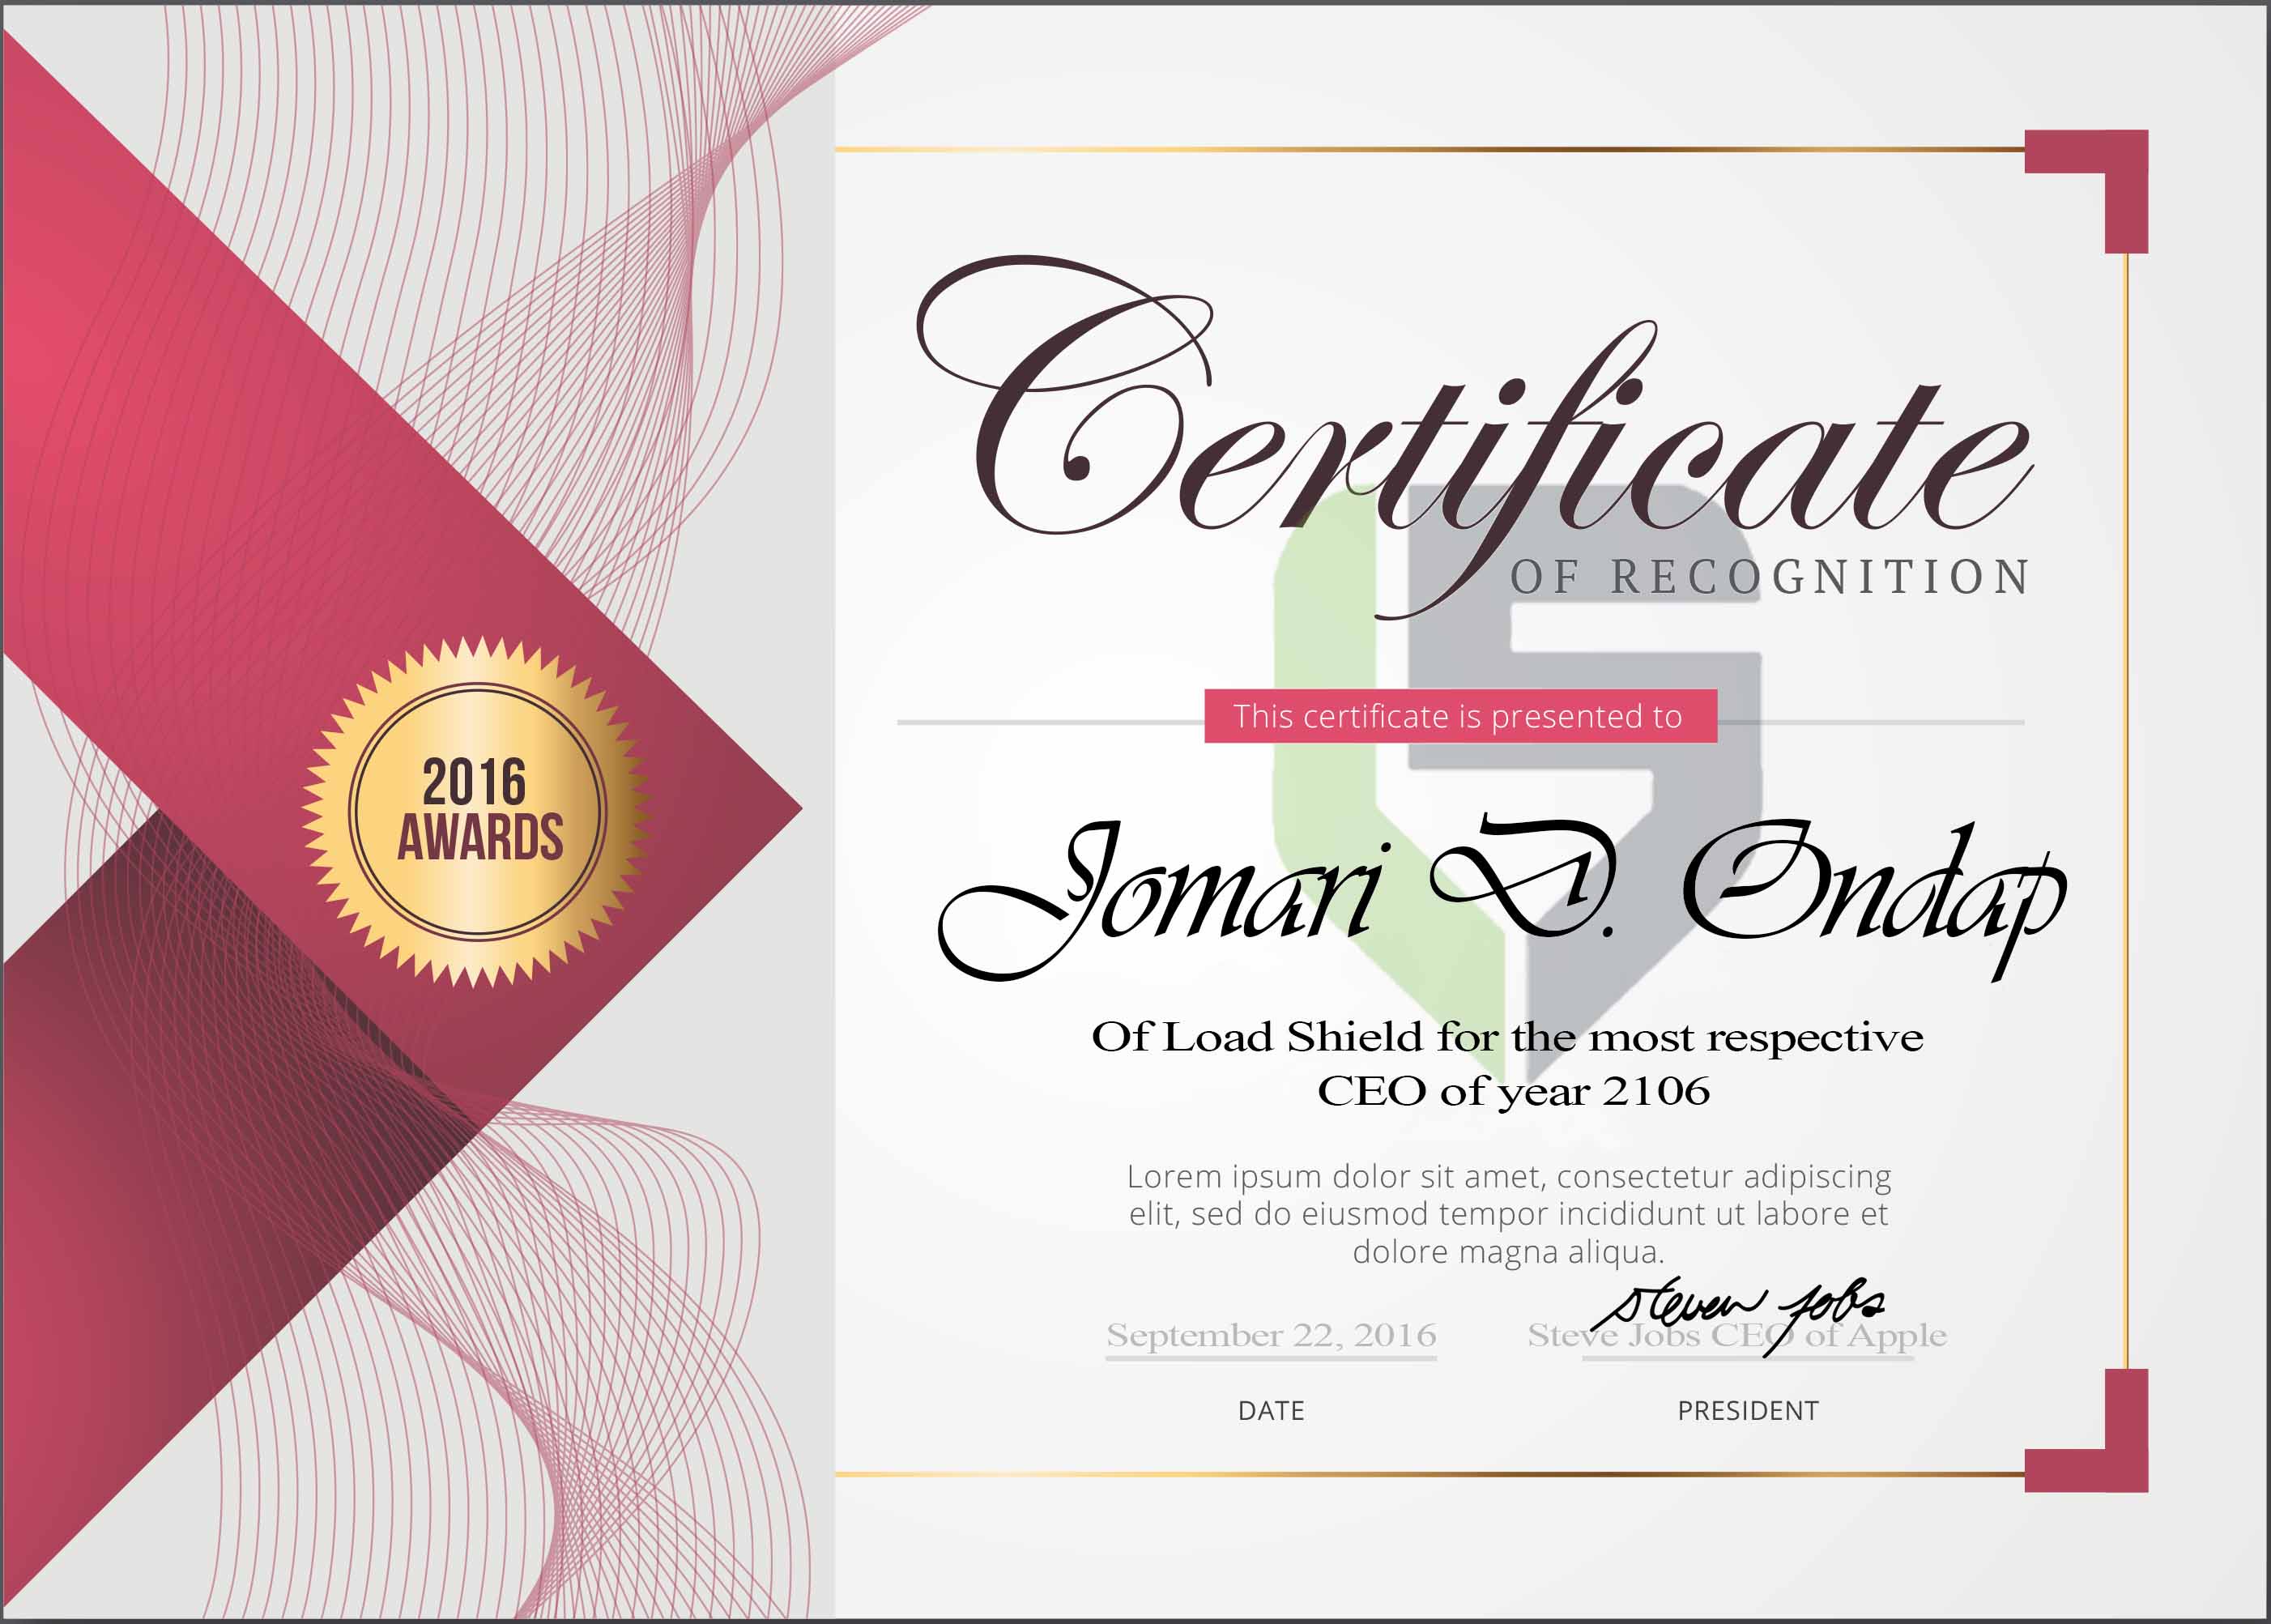 2016
AWARDS
Certificate
OF RECOGNITION
This certificate is presented to
Jomari D. Indap
Of Load Shield for the most respective
CEO of year 2106
Lorem ipsum dolor sit amet, consectetur adipiscing
elit, sed do eiusmod tempor incididunt ut labore et
dolore magna aliqua.
steven jobs
September 22, 2016 Steve Jobs CEO of Apple
DATE PRESIDENT